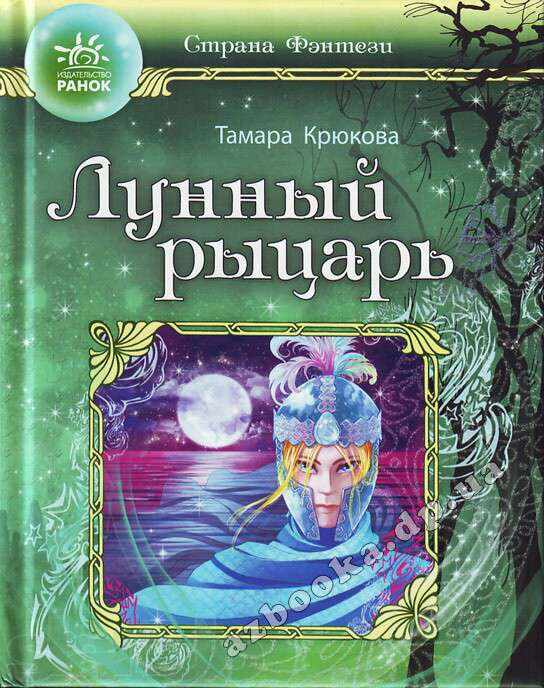 ИЗДАТЕЛЬСТВО
РАНОК
Страна Фэнтези
Тамара Крюкова
Лунный
рыцарь
azbooka.dp.ua